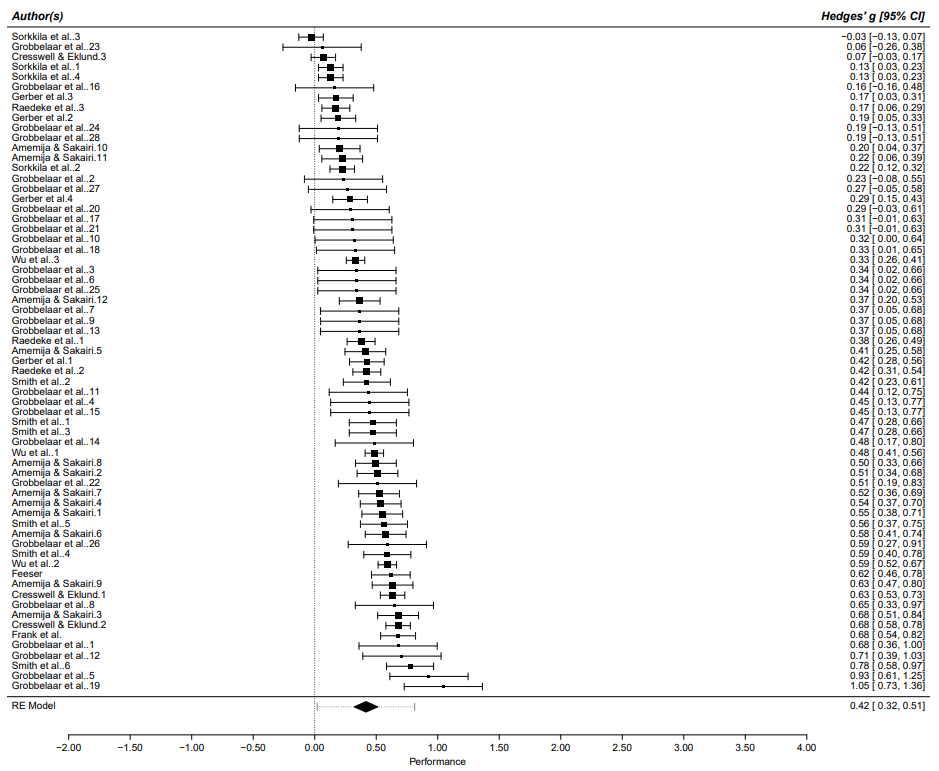 Author(s) Hedges' g [95% CI]
Sorkkila et al..3 −0.03 [−0.13, 0.07]
Grobbelaar et al..23 0.06 [−0.26, 0.38]
Cresswell & Eklund.3 0.07 [−0.03, 0.17]
Sorkkila et al..1 0.13 [ 0.03, 0.23]
Sorkkila et al..4 0.13 [ 0.03, 0.23]
Grobbelaar et al..16 0.16 [−0.16, 0.48]
Gerber et al.3 0.17 [ 0.03, 0.31]
Raedeke et al..3 0.17 [ 0.06, 0.29]
Gerber et al.2 0.19 [ 0.05, 0.33]
Grobbelaar et al..24 0.19 [−0.13, 0.51]
Grobbelaar et al..28 0.19 [−0.13, 0.51]
Amemija & Sakairi.10 0.20 [ 0.04, 0.37]
Amemija & Sakairi.11 0.22 [ 0.06, 0.39]
Sorkkila et al..2 0.22 [ 0.12, 0.32]
Grobbelaar et al..2 0.23 [−0.08, 0.55]
Grobbelaar et al..27 0.27 [−0.05, 0.58]
Gerber et al.4 0.29 [ 0.15, 0.43]
Grobbelaar et al..20 0.29 [−0.03, 0.61]
Grobbelaar et al..17 0.31 [−0.01, 0.63]
Grobbelaar et al..21 0.31 [−0.01, 0.63]
Grobbelaar et al..10 0.32 [ 0.00, 0.64]
Grobbelaar et al..18 0.33 [ 0.01, 0.65]
Wu et al..3 0.33 [ 0.26, 0.41]
Grobbelaar et al..3 0.34 [ 0.02, 0.66]
Grobbelaar et al..6 0.34 [ 0.02, 0.66]
Grobbelaar et al..25 0.34 [ 0.02, 0.66]
Amemija & Sakairi.12 0.37 [ 0.20, 0.53]
Grobbelaar et al..7 0.37 [ 0.05, 0.68]
Grobbelaar et al..9 0.37 [ 0.05, 0.68]
Grobbelaar et al..13 0.37 [ 0.05, 0.68]
Raedeke et al..1 0.38 [ 0.26, 0.49]
Amemija & Sakairi.5 0.41 [ 0.25, 0.58]
Gerber et al.1 0.42 [ 0.28, 0.56]
Raedeke et al..2 0.42 [ 0.31, 0.54]
Smith et al..2 0.42 [ 0.23, 0.61]
Grobbelaar et al..11 0.44 [ 0.12, 0.75]
Grobbelaar et al..4 0.45 [ 0.13, 0.77]
Grobbelaar et al..15 0.45 [ 0.13, 0.77]
Smith et al..1 0.47 [ 0.28, 0.66]
Smith et al..3 0.47 [ 0.28, 0.66]
Grobbelaar et al..14 0.48 [ 0.17, 0.80]
Wu et al..1 0.48 [ 0.41, 0.56]
Amemija & Sakairi.8 0.50 [ 0.33, 0.66]
Amemija & Sakairi.2 0.51 [ 0.34, 0.68]
Grobbelaar et al..22 0.51 [ 0.19, 0.83]
Amemija & Sakairi.7 0.52 [ 0.36, 0.69]
Amemija & Sakairi.4 0.54 [ 0.37, 0.70]
Amemija & Sakairi.1 0.55 [ 0.38, 0.71]
Smith et al..5 0.56 [ 0.37, 0.75]
Amemija & Sakairi.6 0.58 [ 0.41, 0.74]
Grobbelaar et al..26 0.59 [ 0.27, 0.91]
Smith et al..4 0.59 [ 0.40, 0.78]
Wu et al..2 0.59 [ 0.52, 0.67]
Feeser 0.62 [ 0.46, 0.78]
Amemija & Sakairi.9 0.63 [ 0.47, 0.80]
Cresswell & Eklund.1 0.63 [ 0.53, 0.73]
Grobbelaar et al..8 0.65 [ 0.33, 0.97]
Amemija & Sakairi.3 0.68 [ 0.51, 0.84]
Cresswell & Eklund.2 0.68 [ 0.58, 0.78]
Frank et al. 0.68 [ 0.54, 0.82]
Grobbelaar et al..1 0.68 [ 0.36, 1.00]
Grobbelaar et al..12 0.71 [ 0.39, 1.03]
Smith et al..6 0.78 [ 0.58, 0.97]
Grobbelaar et al..5 0.93 [ 0.61, 1.25]
Grobbelaar et al..19 1.05 [ 0.73, 1.36]
RE Model 0.42 [ 0.32, 0.51]
−2.00 −1.50 −1.00 −0.50 0.00 0.50 1.00 1.50 2.00 2.50 3.00 3.50 4.00
Performance